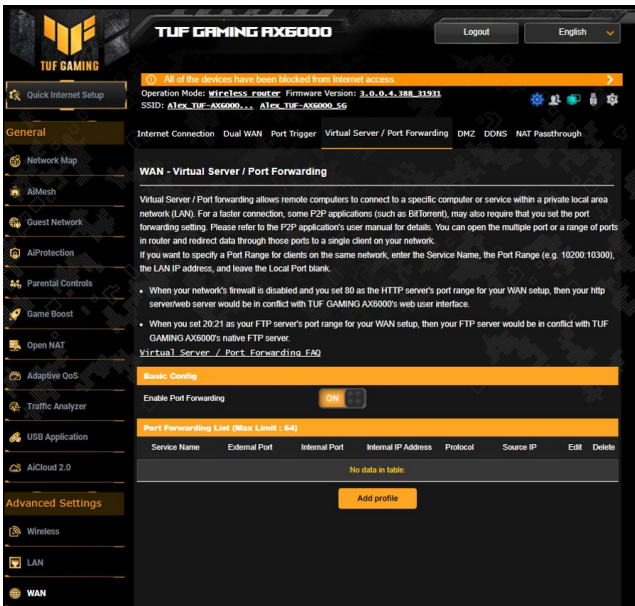 TUF GAMING
TUF GAMING AX6000
Logout
English
All of the devices have been blocked from Internet access.
Quick Internet Setup
Operation Mode: Wireless router Firmware Version: 3.0.0.4.388_31931
SSID: Alex_TUF-AX6000... Alex_TUF-AX6000_5G
General
Network Map
AiMesh
Guest Network
AiProtection
Parental Controls
Game Boost
Open NAT
Adaptive QoS
Traffic Analyzer
USB Application
AiCloud 2.0
Advanced Settings
Wireless
LAN
WAN
Internet Connection Dual WAN Port Trigger Virtual Server / Port Forwarding DMZ DDNS NAT Passthrough
WAN - Virtual Server / Port Forwarding
Virtual Server / Port forwarding allows remote computers to connect to a specific computer or service within a private local area
network (LAN). For a faster connection, some P2P applications (such as BitTorrent), may also require that you set the port
forwarding setting. Please refer to the P2P application's user manual for details. You can open the multiple port or a range of ports
in router and redirect data through those ports to a single client on your network.
If you want to specify a Port Range for clients on the same network, enter the Service Name, the Port Range (e.g. 10200:10300),
the LAN IP address, and leave the Local Port blank.
• When your network's firewall is disabled and you set 80 as the HTTP server's port range for your WAN setup, then your http
server/web server would be in conflict with TUF GAMING AX6000's web user interface.
• When you set 20:21 as your FTP server's port range for your WAN setup, then your FTP server would be in conflict with TUF
GAMING AX6000's native FTP server.
Virtual Server / Port Forwarding FAQ
Basic Config
Enable Port Forwarding
ON
Port Forwarding List (Max Limit : 64)
Service Name External Port Internal Port Internal IP Address Protocol Source IP Edit Delete
No data in table.
Add profile